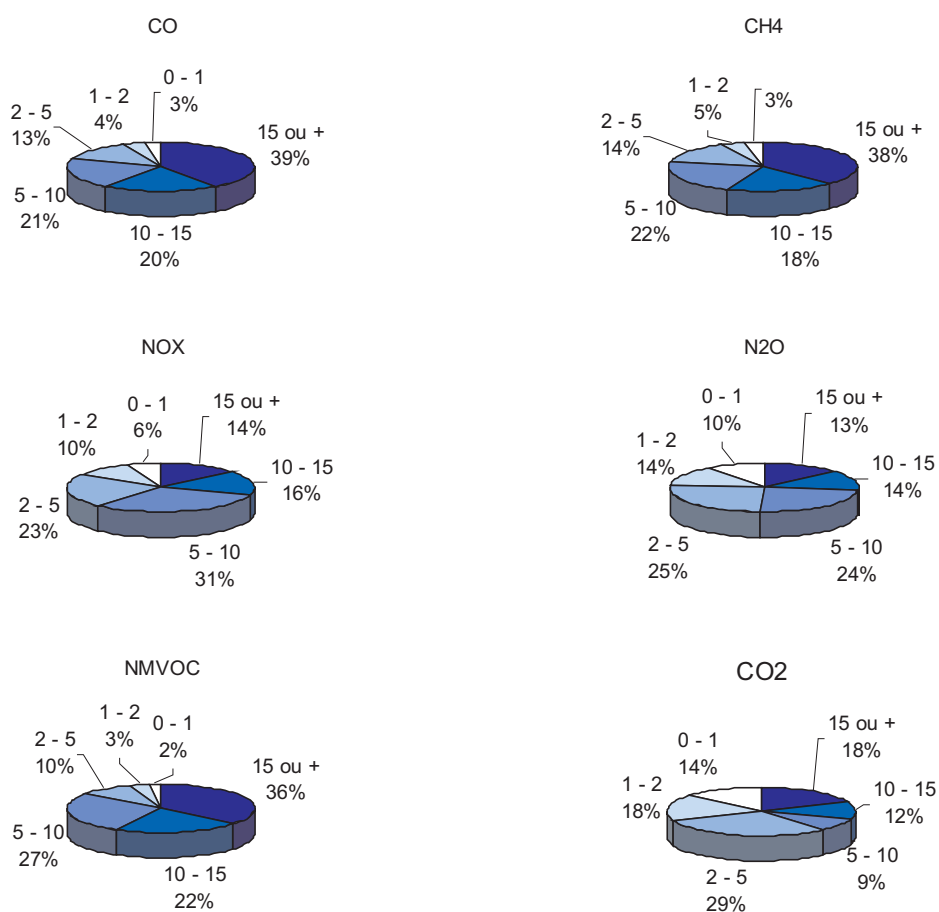 CO
0 - 1
3%
1 - 2
4%
2 - 5
13%
15 ou +
39%
5 - 10
21%
10 - 15
20%
CH4
3%
1 - 2
5%
2 - 5
14%
15 ou +
38%
5 - 10
22%
10 - 15
18%
NOX
0 - 1
6%
15 ou +
14%
1 - 2
10%
10 - 15
16%
2 - 5
23%
5 - 10
31%
N2O
0 - 1
10%
15 ou +
13%
1 - 2
14%
10 - 15
14%
2 - 5
25%
5 - 10
24%
NMVOC
1 - 2
3%
0 - 1
2%
2 - 5
10%
15 ou +
36%
5 - 10
27%
10 - 15
22%
CO2
15 ou +
18%
0 - 1
14%
1 - 2
18%
10 - 15
12%
5 - 10
9%
2 - 5
29%